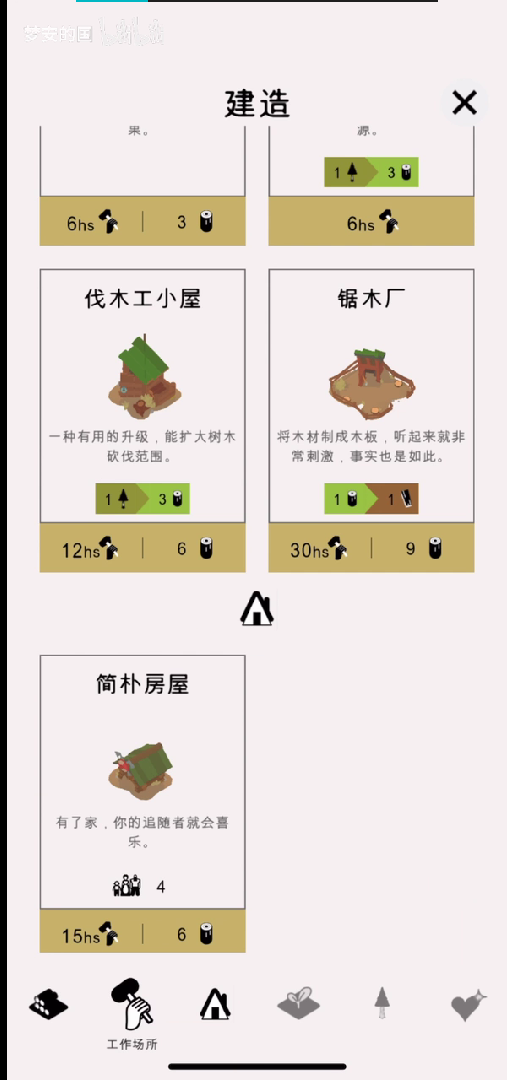 建造
果。
源。
1 3
6hs 3
6hs
伐木工小屋
锯木厂
一种有用的升级，能扩大树木
砍伐范围。
将木材制成木板，听起来就非
常刺激，事实也是如此。
1 3
1 1
12hs 6
30hs 9
简朴房屋
有了家，你的追随者就会喜
乐。
4
15hs 6
工作场所